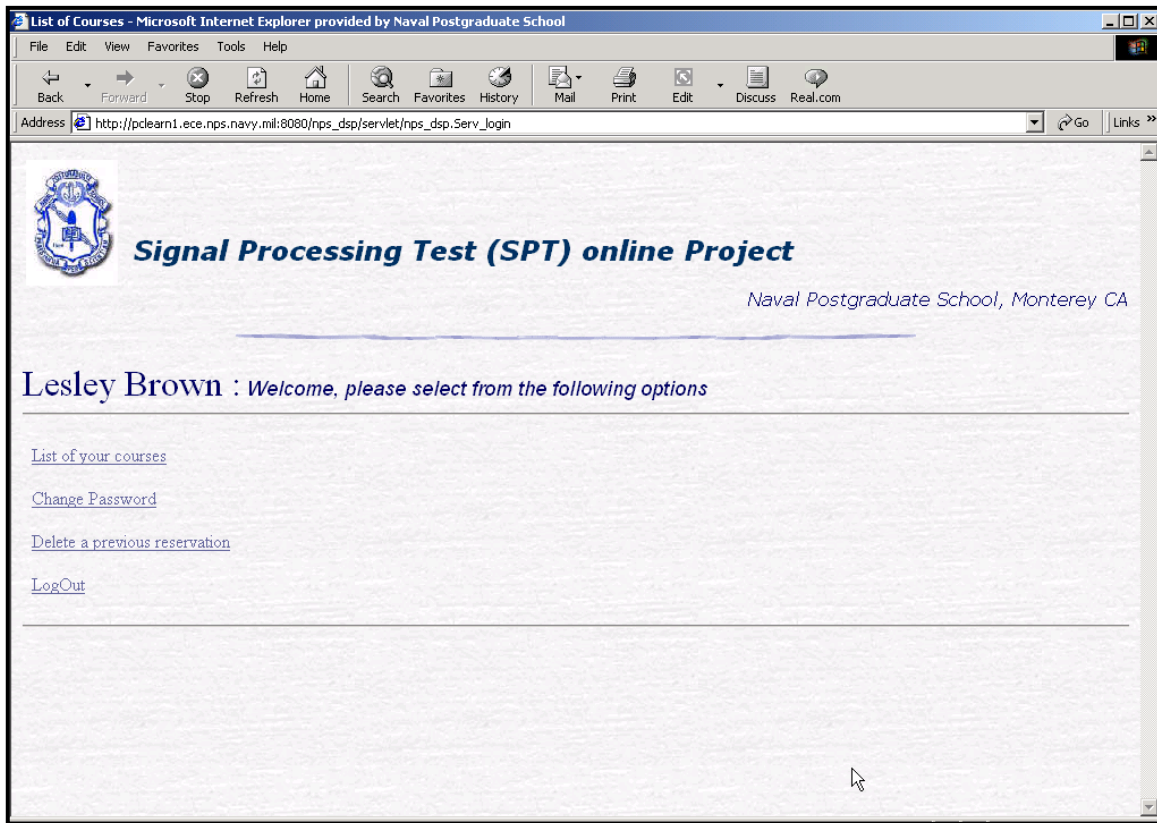 List of Courses - Microsoft Internet Explorer provided by Naval Postgraduate School
File Edit View Favorites Tools Help
Back Forward Stop Refresh Home Search Favorites History Mail Print Edit Discuss Real.com
Address http://pclearn1.ece.nps.navy.mil:8080/nps_dsp/servlet/nps_dsp.Serv_login Go Links »
Signal Processing Test (SPT) online Project
Naval Postgraduate School, Monterey CA
Lesley Brown : Welcome, please select from the following options
List of your courses
Change Password
Delete a previous reservation
LogOut